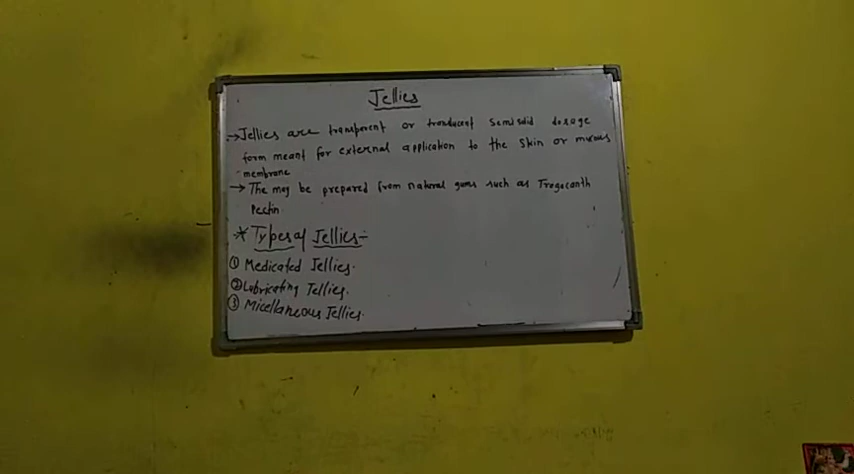 Jellies
→ Jellies are transparent or tranclucent semisolid dosage
form meant for external application to the skin or mucous
membrane
→ The may be prepared from natural gums such as Tragacanth
Pectin
* Types of Jellies:-
① Medicated Jellies.
② Lubricating Jellies.
③ Micellaneous Jellies.